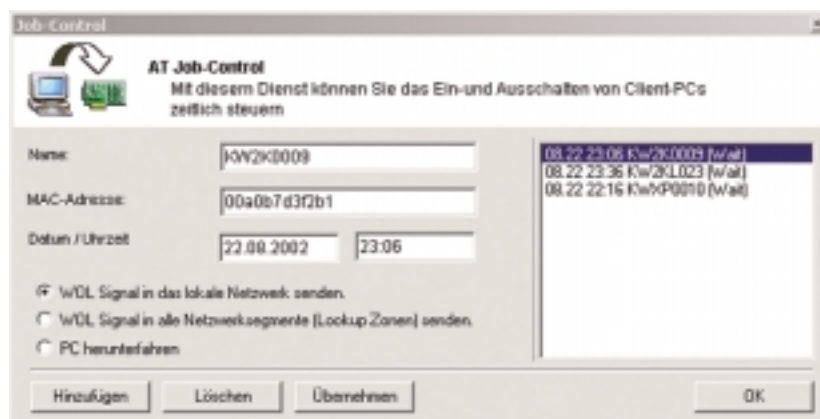 Job-Control
AT Job-Control
Mit diesem Dienst können Sie das Ein-und Ausschalten von Client-PCs
zeitlich steuern
Name:
KW2K0009
MAC-Adresse:
00a0b7d3f2b1
Datum / Uhrzeit
22.08.2002
23:06
WOL Signal in das lokale Netzwerk senden.
WOL Signal in alle Netzwerksegmente (Lookup Zonen) senden.
PC herunterfahren
08.22 23:06 KW2K0009 (Wait)
08.22 23:36 KW2KL023 (Wait)
08.22 22:16 KWXP0010 (Wait)
Hinzufügen
Löschen
Übernehmen
OK